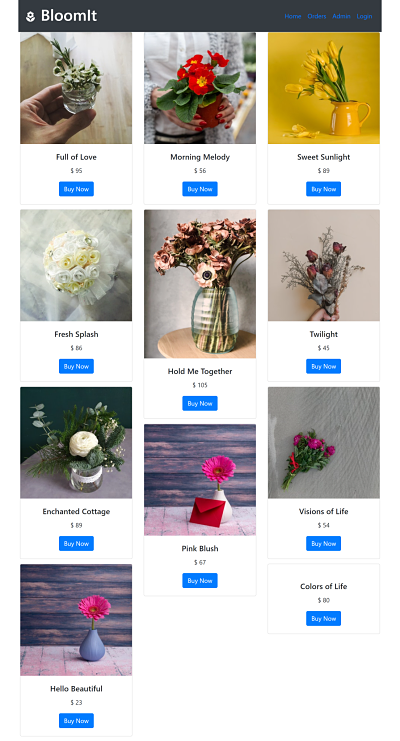 BloomIt
Home Orders Admin Login
Full of Love
$ 95
Buy Now
Morning Melody
$ 56
Buy Now
Sweet Sunlight
$ 89
Buy Now
Fresh Splash
$ 86
Buy Now
Hold Me Together
$ 105
Buy Now
Twilight
$ 45
Buy Now
Enchanted Cottage
$ 89
Buy Now
Pink Blush
$ 67
Buy Now
Visions of Life
$ 54
Buy Now
Colors of Life
$ 80
Buy Now
Hello Beautiful
$ 23
Buy Now